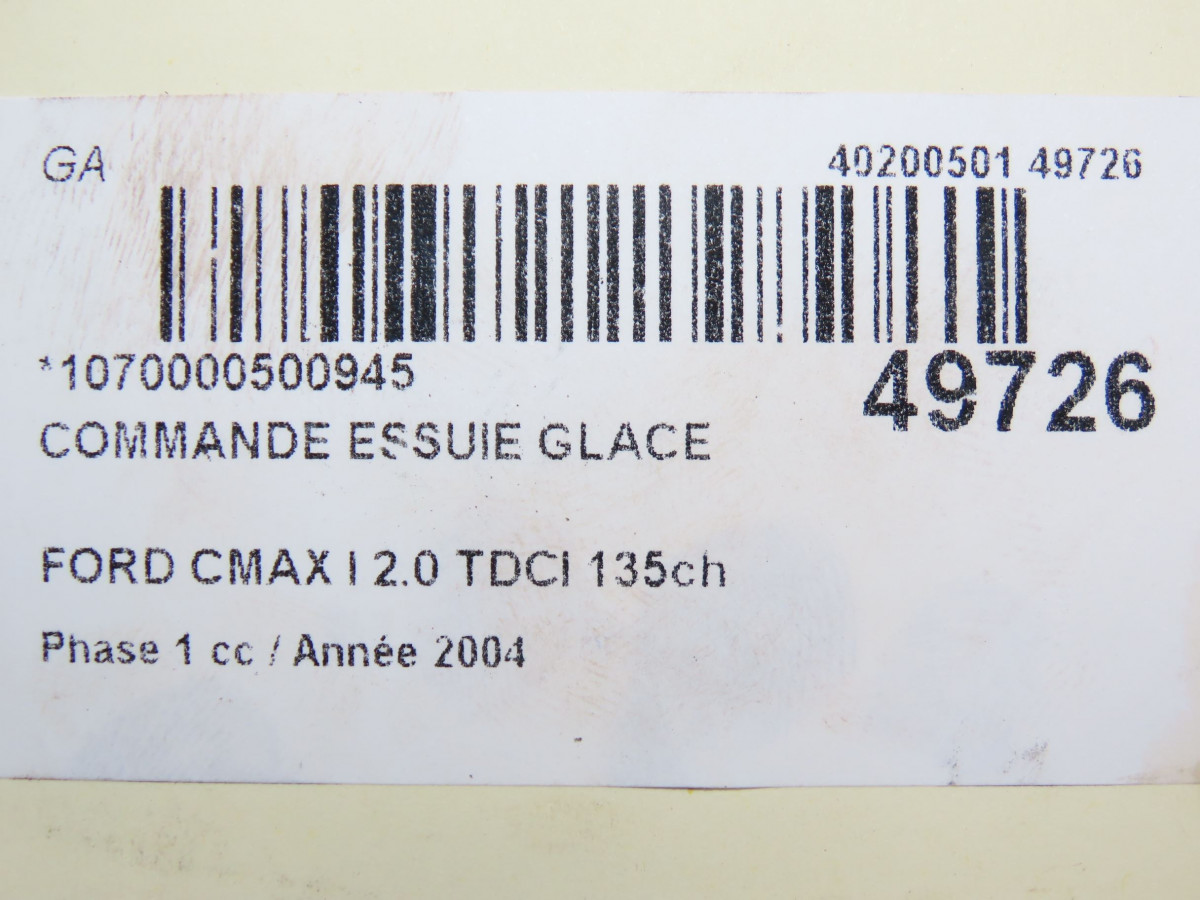 GA
40200501 49726
*1070000500945
49726
COMMANDE ESSUIE GLACE
FORD CMAX I 2.0 TDCI 135ch
Phase 1 cc / Année 2004